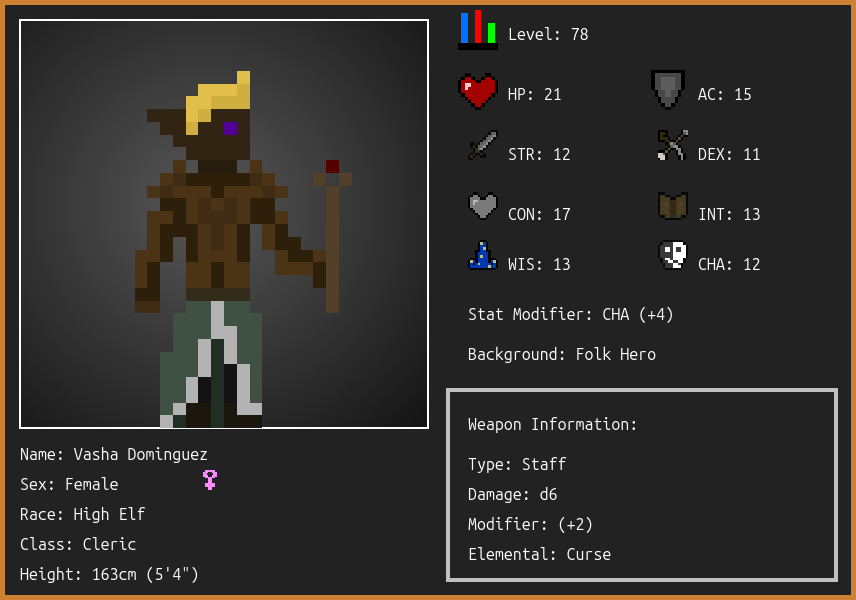 Level: 78
HP: 21
AC: 15
STR: 12
DEX: 11
CON: 17
INT: 13
WIS: 13
CHA: 12
Stat Modifier: CHA (+4)
Background: Folk Hero
Weapon Information:
Type: Staff
Damage: d6
Modifier: (+2)
Elemental: Curse
Name: Vasha Dominguez
Sex: Female
Race: High Elf
Class: Cleric
Height: 163cm (5'4")